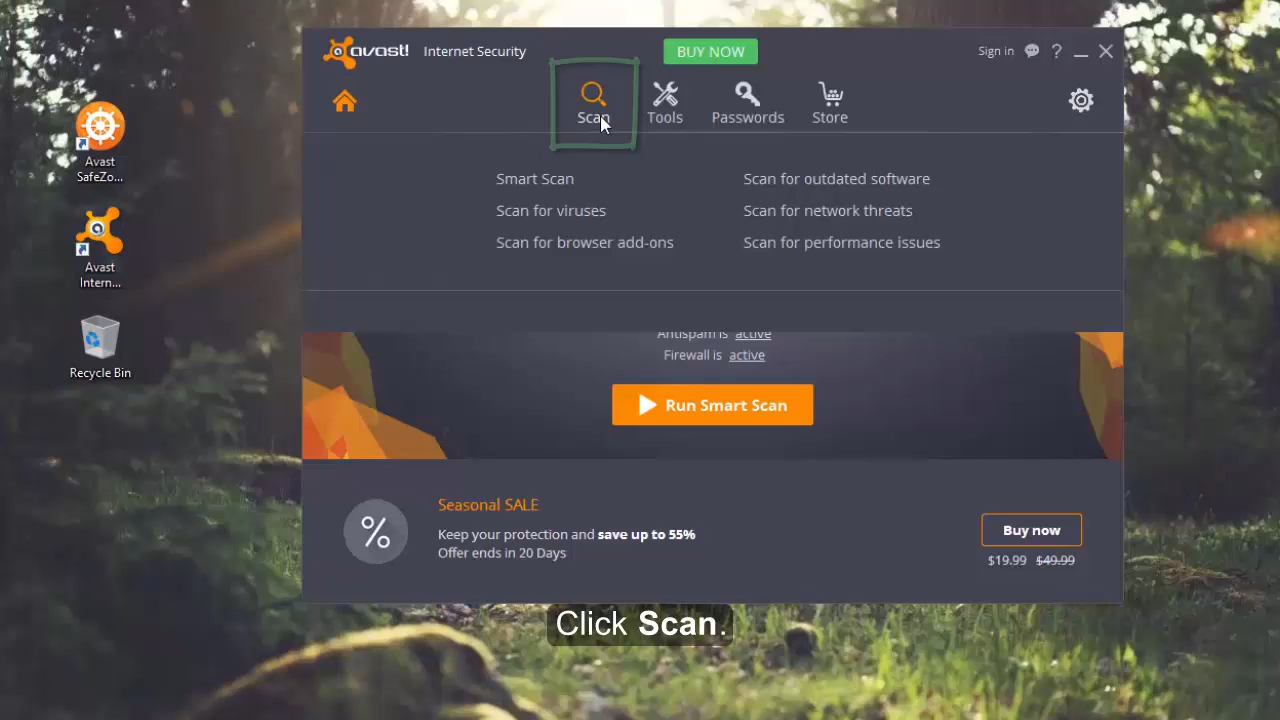 avast! Internet Security
BUY NOW
Sign in
?
Scan
Tools
Passwords
Store
Smart Scan
Scan for viruses
Scan for browser add-ons
Scan for outdated software
Scan for network threats
Scan for performance issues
Antispam is active
Firewall is active
Run Smart Scan
%
Seasonal SALE
Keep your protection and save up to 55%
Offer ends in 20 Days
Buy now
$19.99 $49.99
Avast
SafeZo...
Avast
Intern...
Recycle Bin
Click Scan.